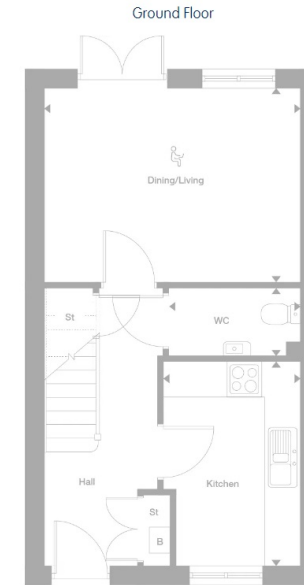 Ground Floor
Dining/Living
St
WC
Hall
St
B
Kitchen